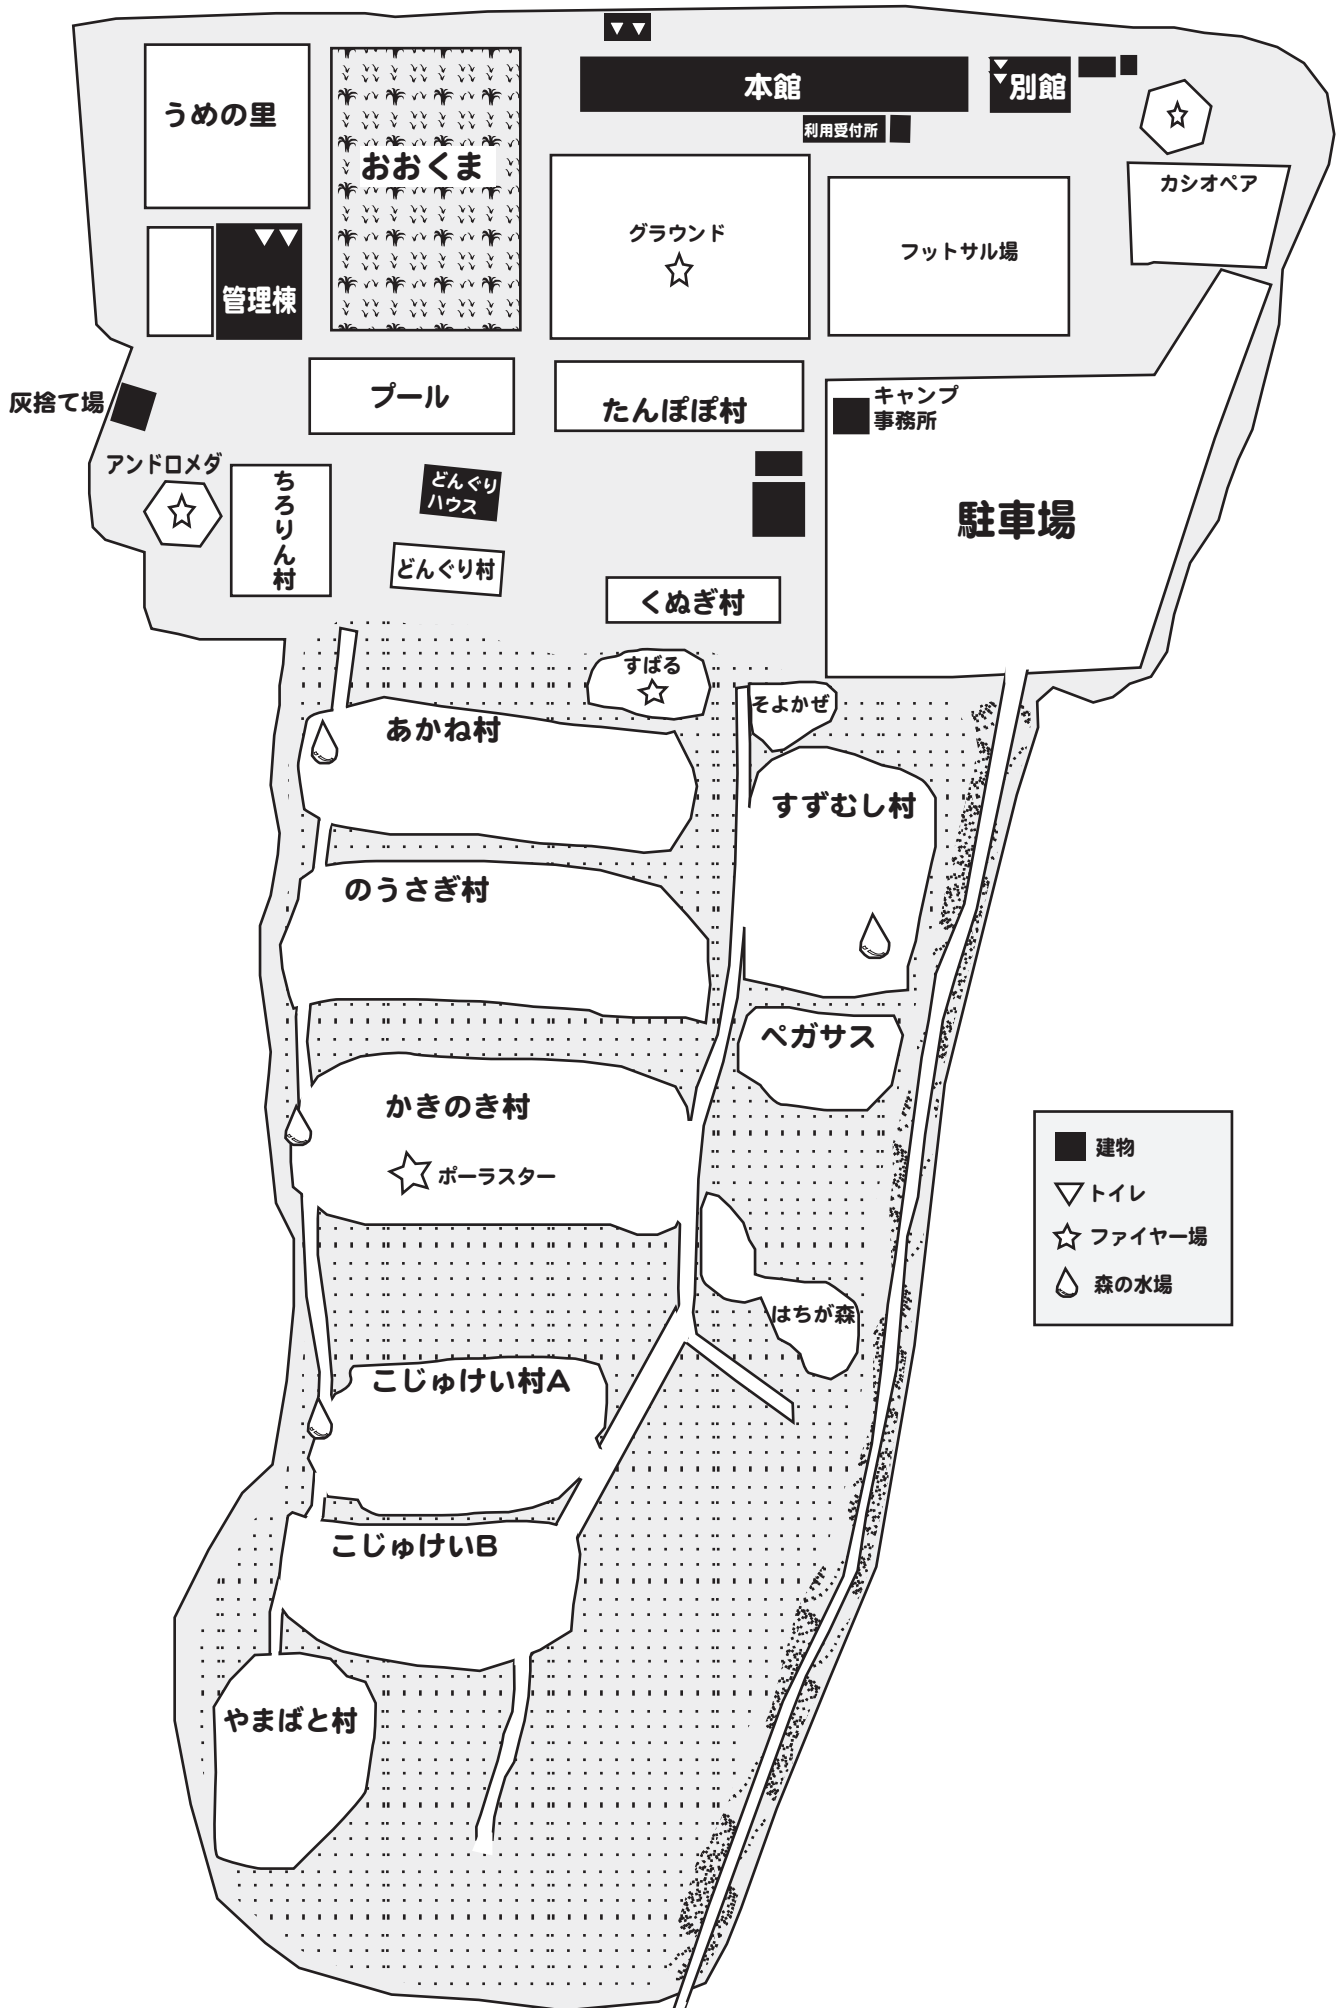 本館
別館
うめの里
おおくま
利用受付所
カシオペア
グラウンド
フットサル場
管理棟
プール
たんぽぽ村
キャンプ
事務所
灰捨て場
アンドロメダ
ちろりん村
どんぐり
ハウス
駐車場
どんぐり村
くぬぎ村
すばる
そよかぜ
あかね村
すずむし村
のうさぎ村
ペガサス
かきのき村
ポーラスター
建物
トイレ
ファイヤー場
森の水場
はちが森
こじゅけい村A
こじゅけいB
やまばと村